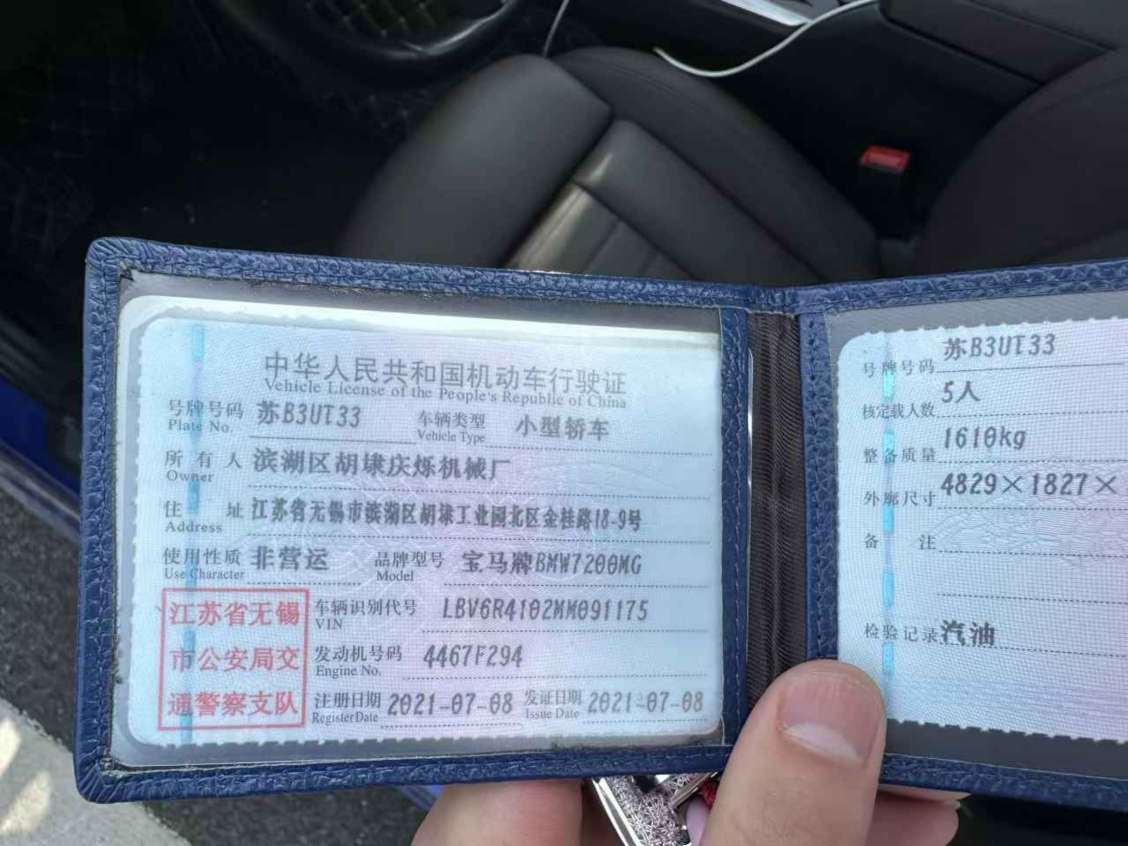 中华人民共和国机动车行驶证
Vehicle License of the People's Republic of China
号牌号码 苏B3UT33 车辆类型 小型轿车
Plate No. Vehicle Type
所有人 滨湖区胡埭庆烁机械厂
Owner
住址 江苏省无锡市滨湖区胡埭工业园北区金桂路18-9号
Address
使用性质 非营运 品牌型号 宝马牌BMW7200MG
Use Character Model
江苏省无锡
市公安局交
通警察支队
车辆识别代号 LBV6R4102MM091175
VIN
发动机号码 4467F294
Engine No.
注册日期 2021-07-08 发证日期 2021-07-08
Register Date Issue Date
号牌号码 苏B3UT33
核定载人数 5人
整备质量 1610kg
外廓尺寸 4829×1827×
备注
检验记录 汽油